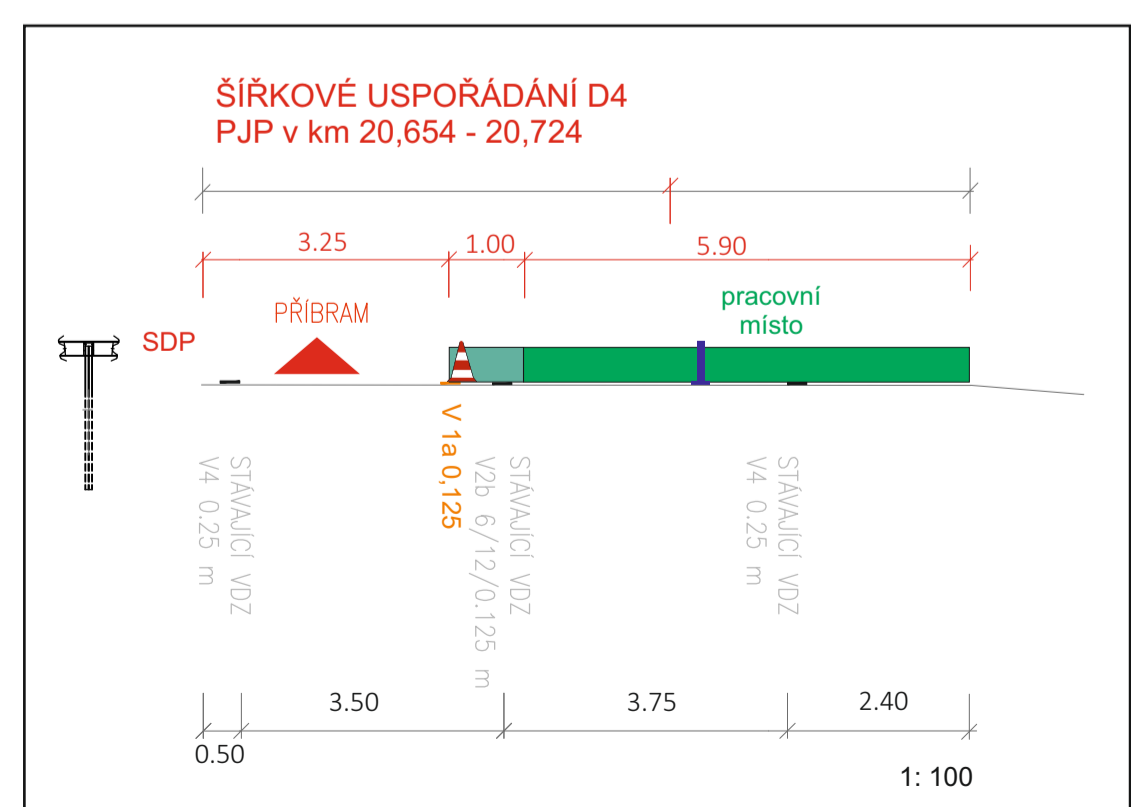 ŠÍŘKOVÉ USPOŘÁDÁNÍ D4
PJP v km 20,654 - 20,724
3.25
1.00
5.90
PŘÍBRAM
pracovní
místo
SDP
V 1a 0,125
STÁVAJÍCÍ VDZ
V4 0.25 m
STÁVAJÍCÍ VDZ
V2b 6/12/0.125 m
STÁVAJÍCÍ VDZ
V4 0.25 m
3.50
3.75
2.40
0.50
1: 100